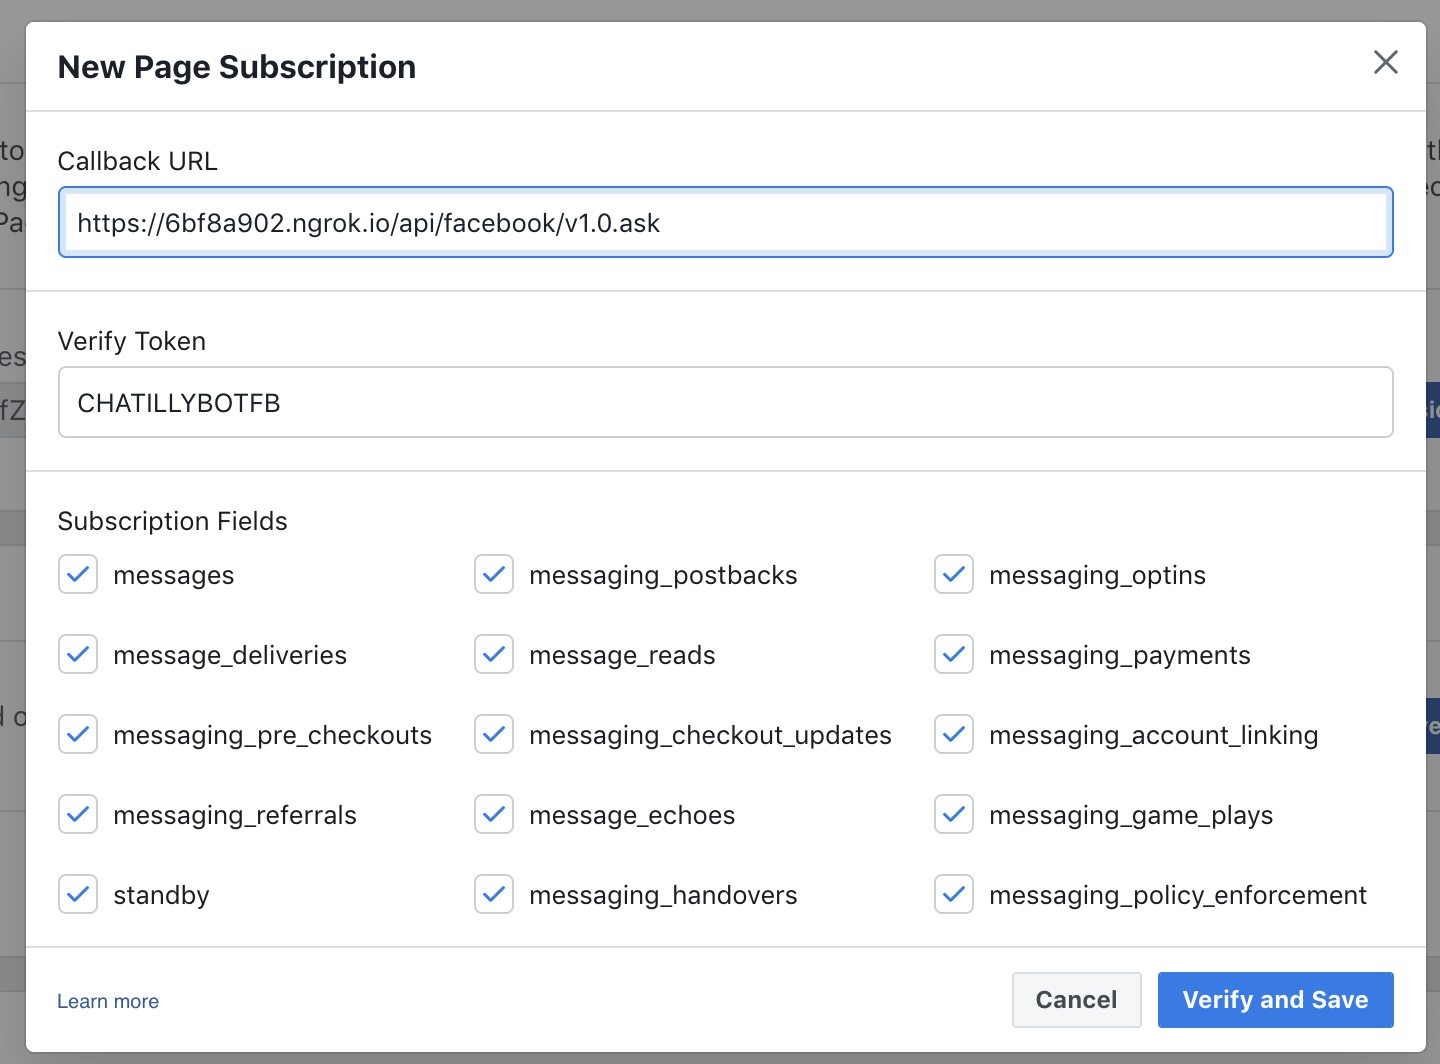 New Page Subscription
Callback URL
https://6bf8a902.ngrok.io/api/facebook/v1.0.ask
Verify Token
CHATILLYBOTFB
Subscription Fields
messages messaging_postbacks messaging_optins
message_deliveries message_reads messaging_payments
messaging_pre_checkouts messaging_checkout_updates messaging_account_linking
messaging_referrals message_echoes messaging_game_plays
standby messaging_handovers messaging_policy_enforcement
Learn more Cancel Verify and Save